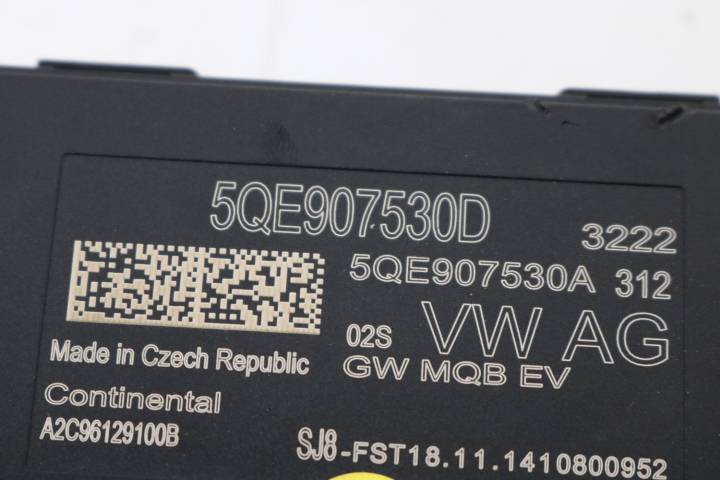 5QE907530D
3222
5QE907530A 312
02S VW AG
GW MQB EV
Made in Czech Republic
Continental
A2C96129100B
SJ8-FST18.11.1410800952